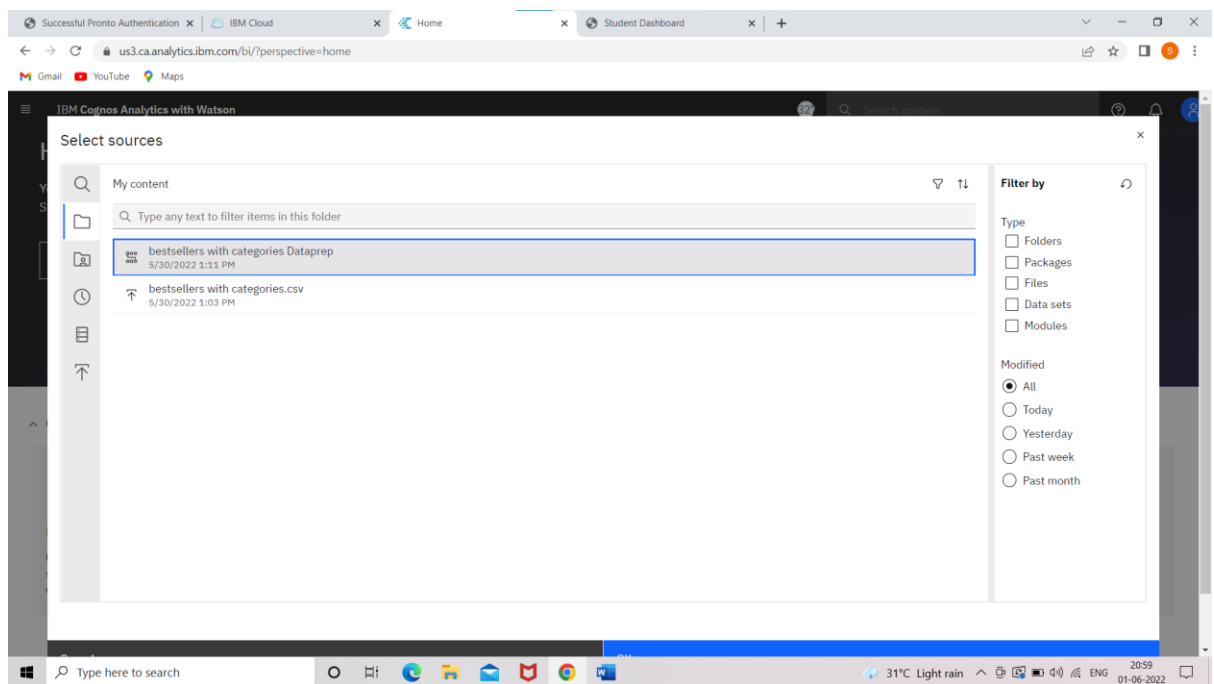 Successful Pronto Authentication
IBM Cloud
Home
Student Dashboard
us3.ca.analytics.ibm.com/bi/?perspective=home
S
Gmail
YouTube
Maps
IBM Cognos Analytics with Watson
Search content
Select sources
My content
Type any text to filter items in this folder
bestsellers with categories Dataprep
5/30/2022 1:11 PM
bestsellers with categories.csv
5/30/2022 1:03 PM
Filter by
Type
Folders
Packages
Files
Data sets
Modules
Modified
All
Today
Yesterday
Past week
Past month
Type here to search
31°C Light rain
ENG
20:59
01-06-2022